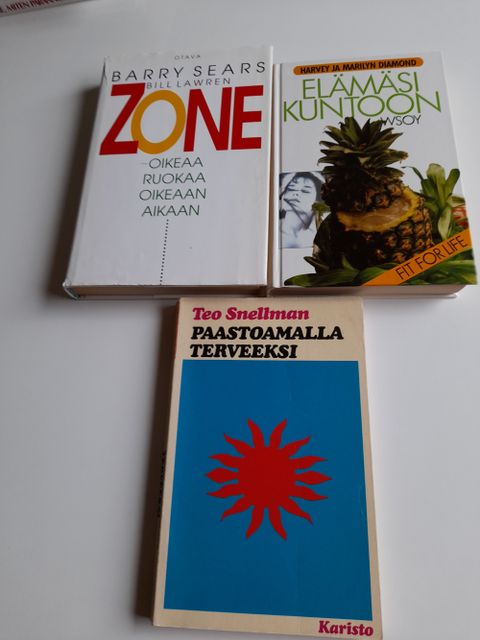 OTAVA
BARRY SEARS
BILL LAWREN
ZONE
—OIKEAA
RUOKAA
OIKEAAN
AIKAAN
HARVEY JA MARILYN DIAMOND
ELÄMÄSI
KUNTOON
WSOY
FIT FOR LIFE
Teo Snellman
PAASTOAMALLA
TERVEEKSI
Karisto